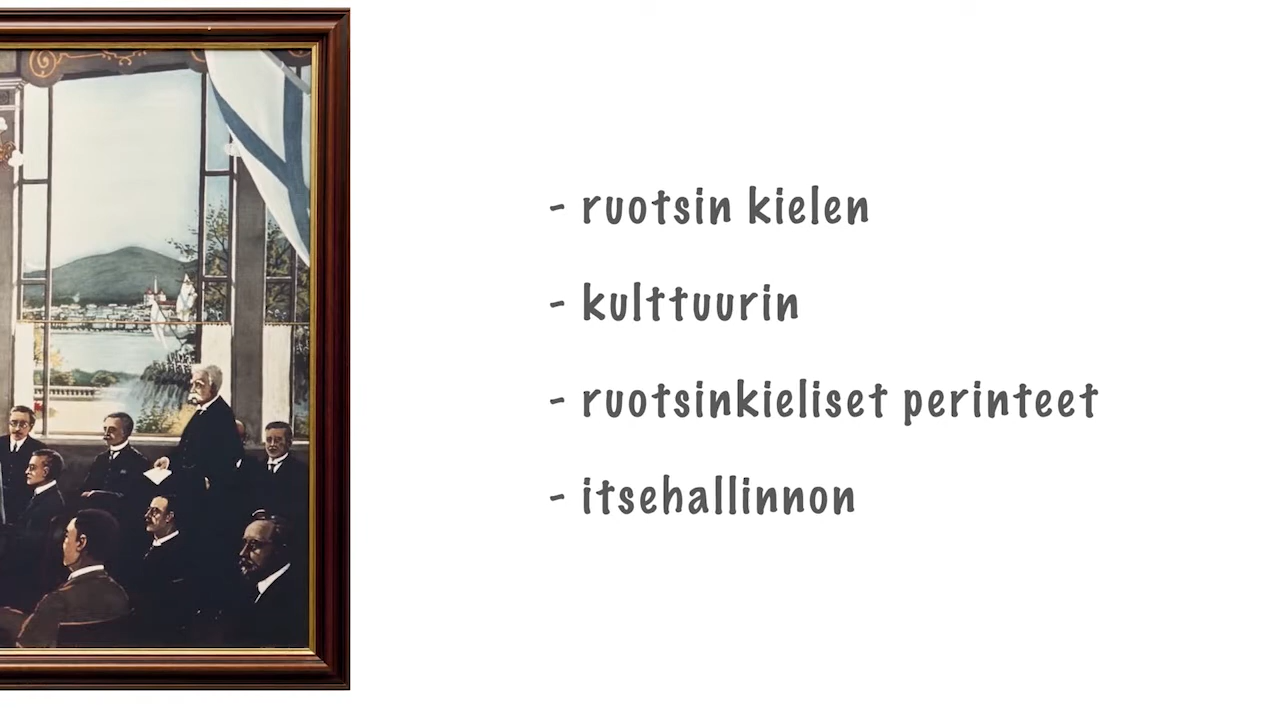 - ruotsin kielen
- kulttuurin
- ruotsinkieliset perinteet
- itsehallinnon